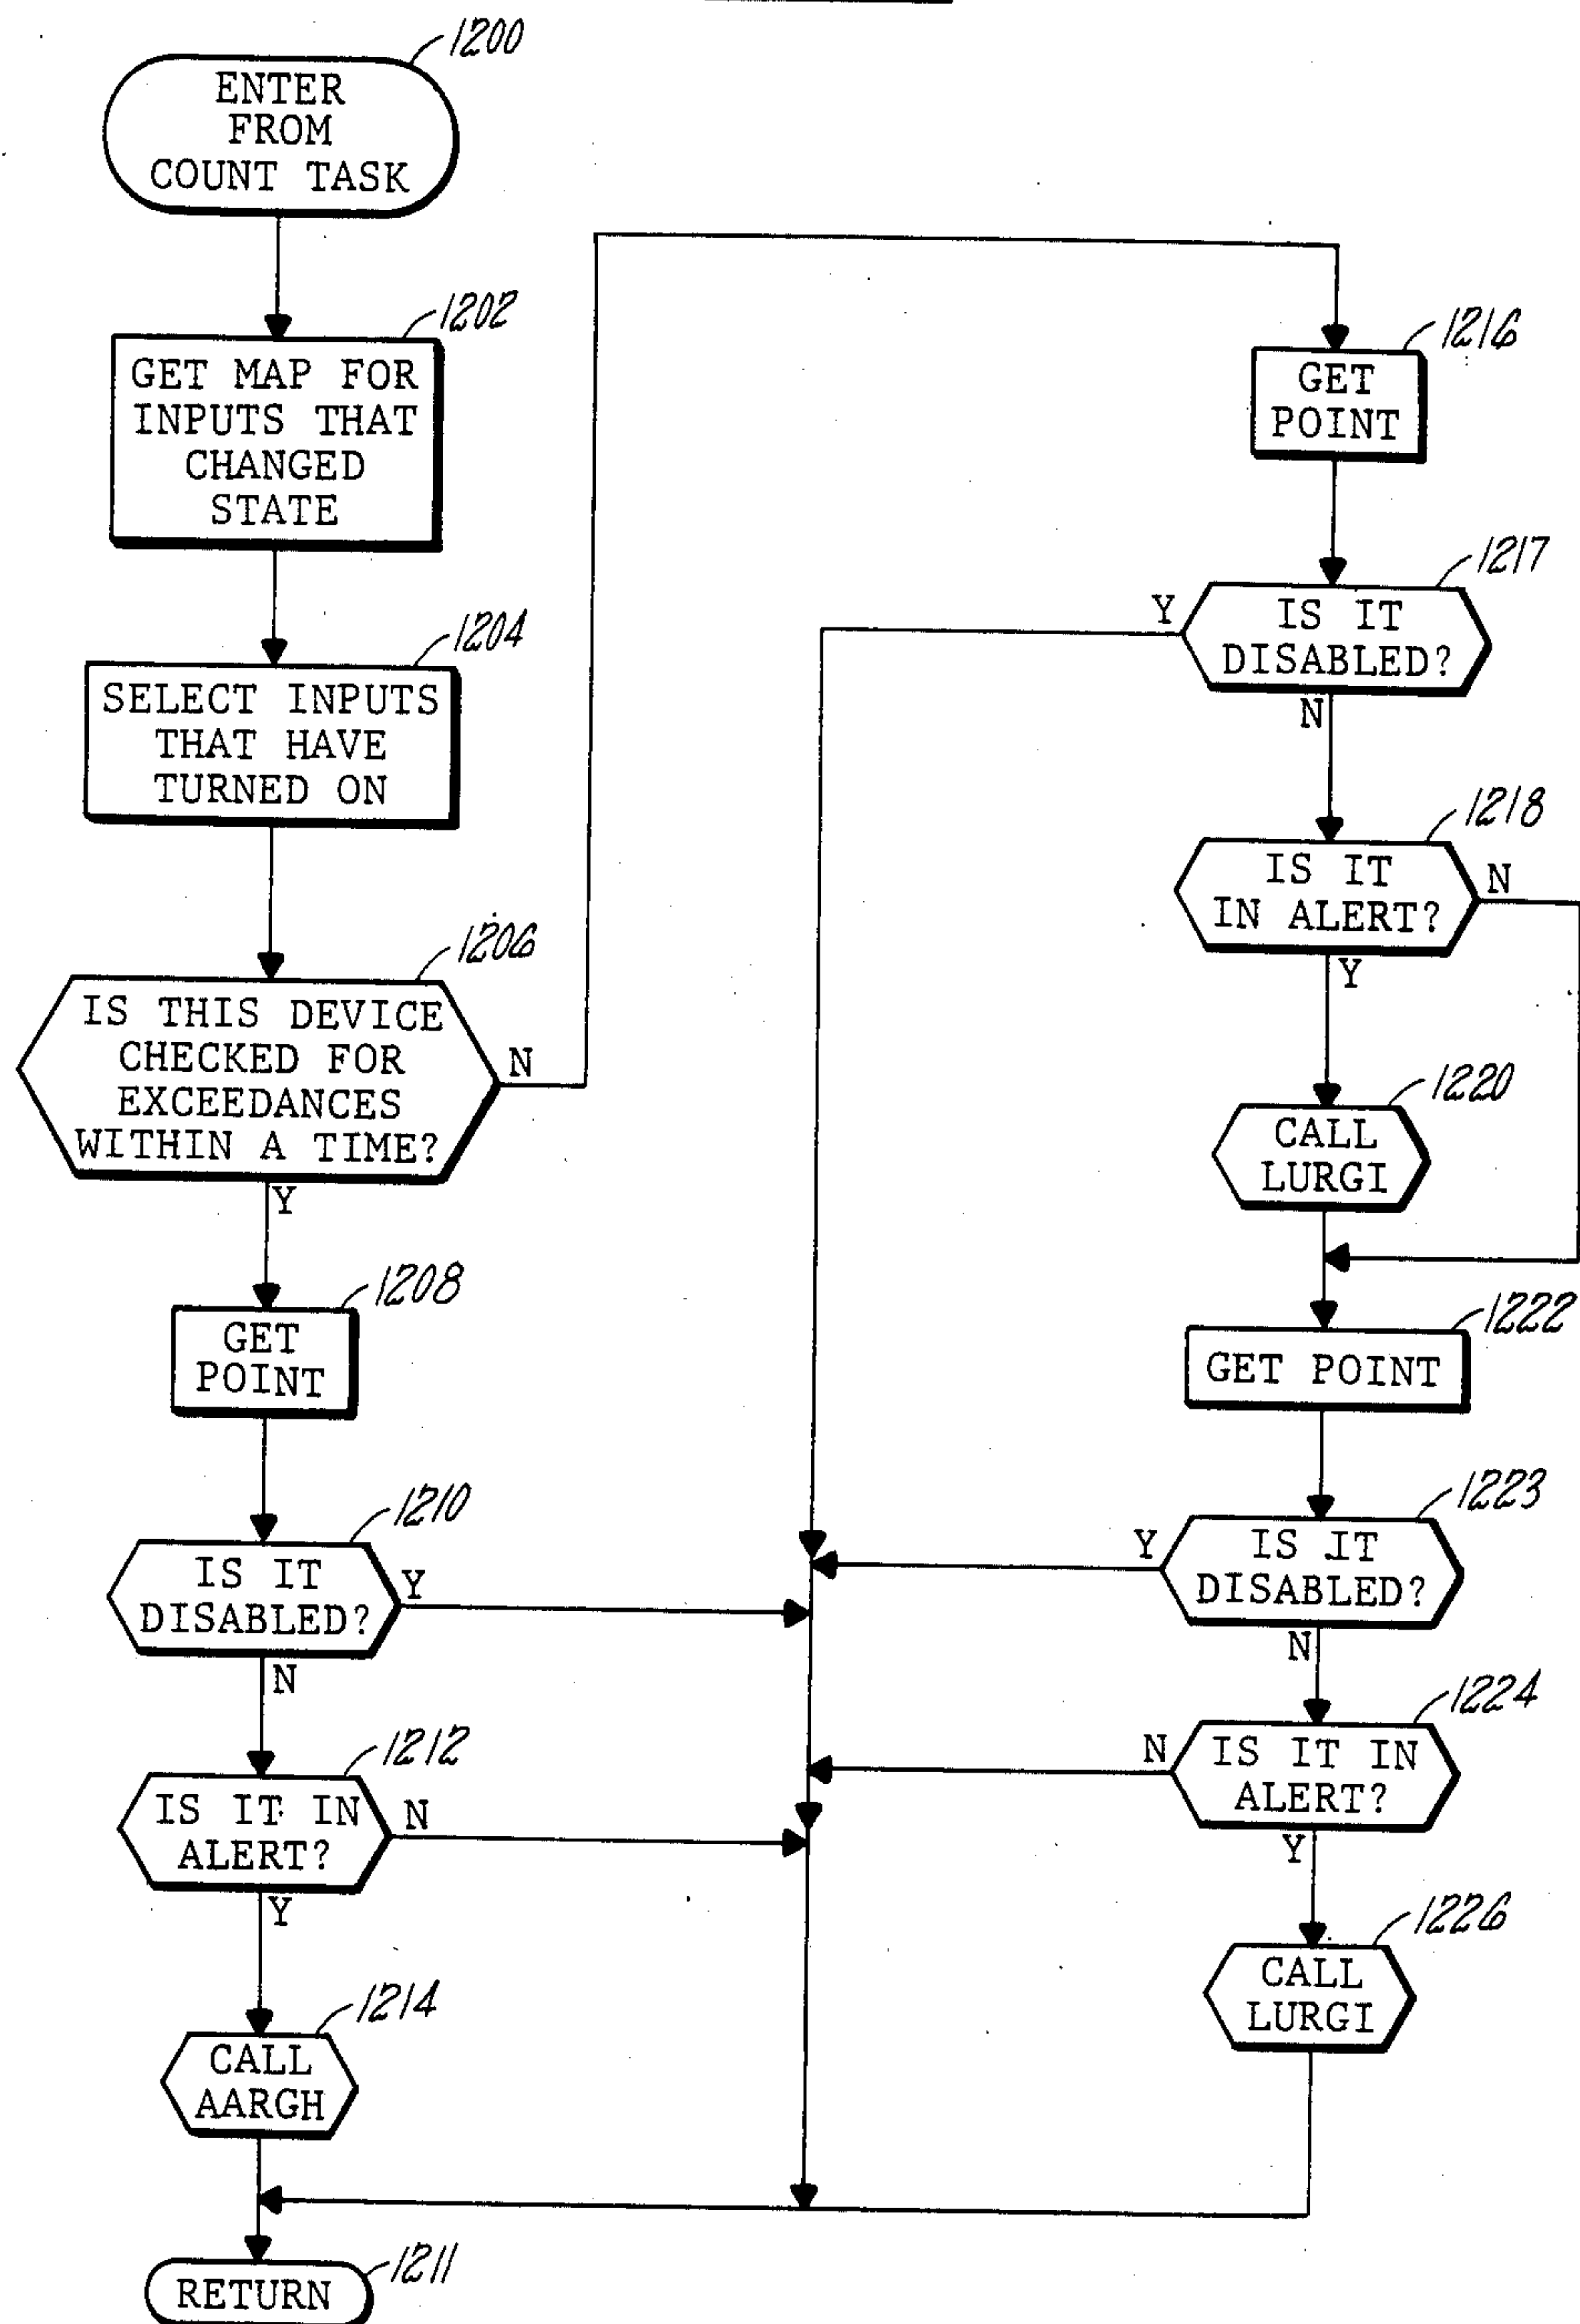 1200
ENTER
FROM
COUNT TASK
1202
GET MAP FOR
INPUTS THAT
CHANGED
STATE
1204
SELECT INPUTS
THAT HAVE
TURNED ON
1206
IS THIS DEVICE
CHECKED FOR
EXCEEDANCES
WITHIN A TIME?
N
Y
1208
GET
POINT
1210
IS IT
DISABLED?
Y
N
1212
IS IT IN
ALERT?
N
Y
1214
CALL
AARGH
1211
RETURN
1216
GET
POINT
1217
IS IT
DISABLED?
Y
N
1218
IS IT
IN ALERT?
N
Y
1220
CALL
LURGI
1222
GET POINT
1223
IS IT
DISABLED?
Y
N
1224
IS IT IN
ALERT?
N
Y
1226
CALL
LURGI